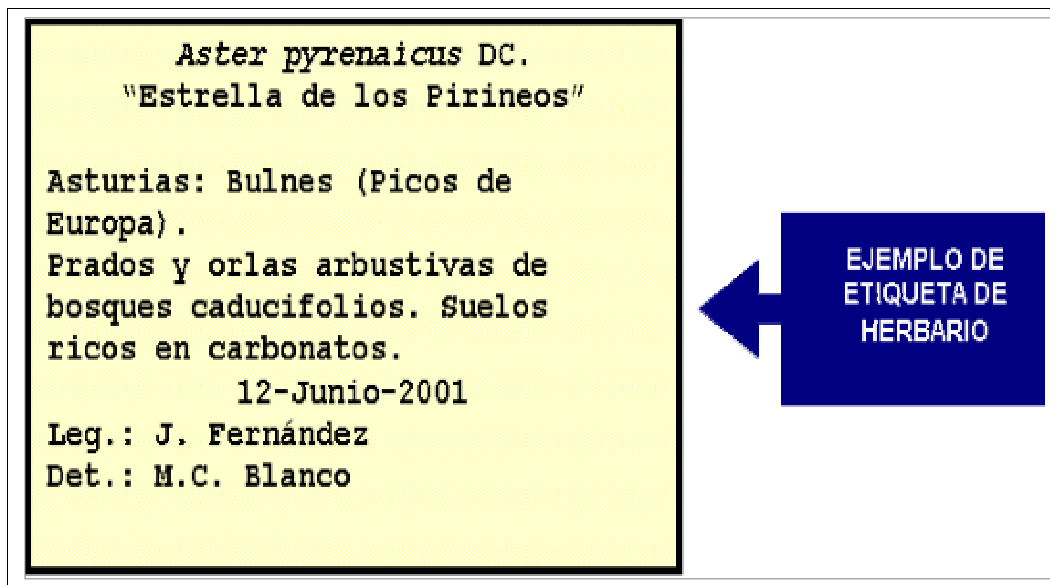 Aster pyrenaicus DC.
"Estrella de los Pirineos"
Asturias: Bulnes (Picos de
Europa).
Prados y orlas arbustivas de
bosques caducifolios. Suelos
ricos en carbonatos.
12-Junio-2001
Leg.: J. Fernández
Det.: M.C. Blanco
EJEMPLO DE
ETIQUETA DE
HERBARIO